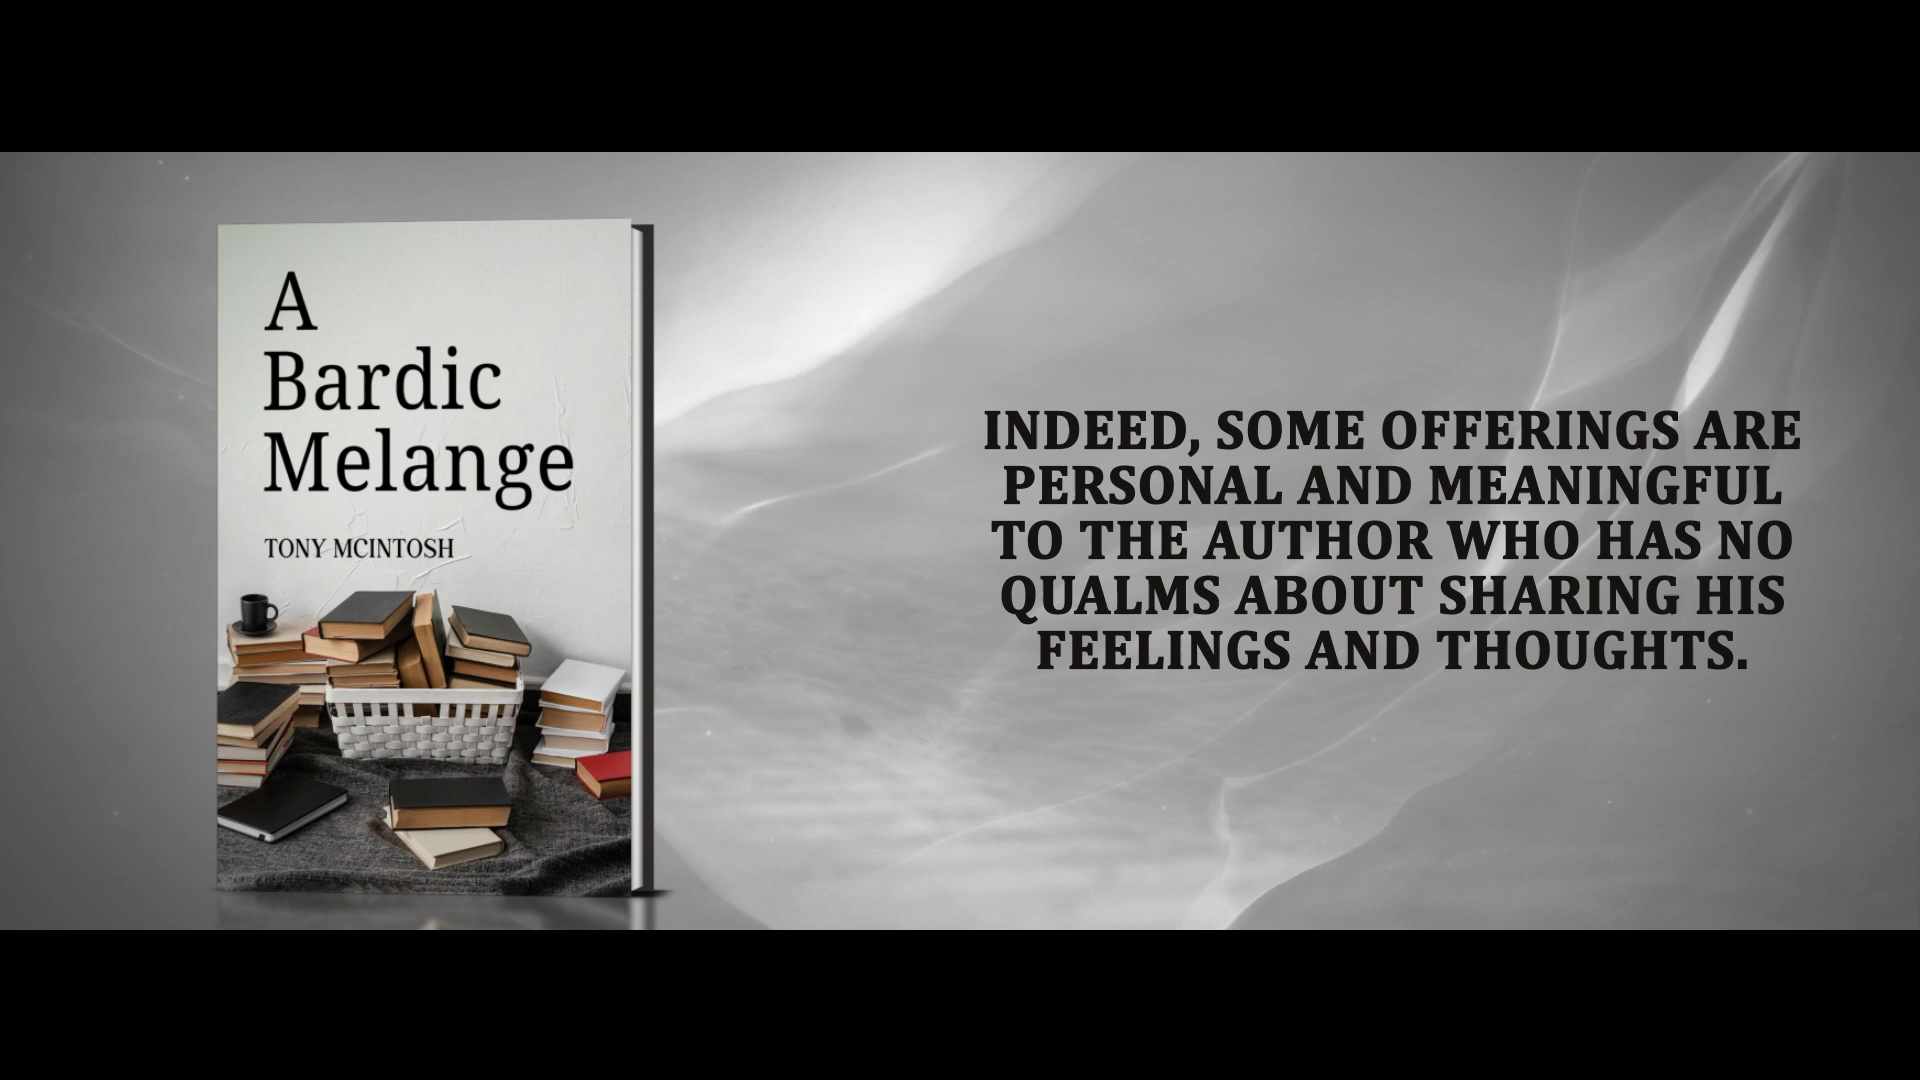 A
Bardic
Melange
TONY MCINTOSH
INDEED, SOME OFFERINGS ARE
PERSONAL AND MEANINGFUL
TO THE AUTHOR WHO HAS NO
QUALMS ABOUT SHARING HIS
FEELINGS AND THOUGHTS.